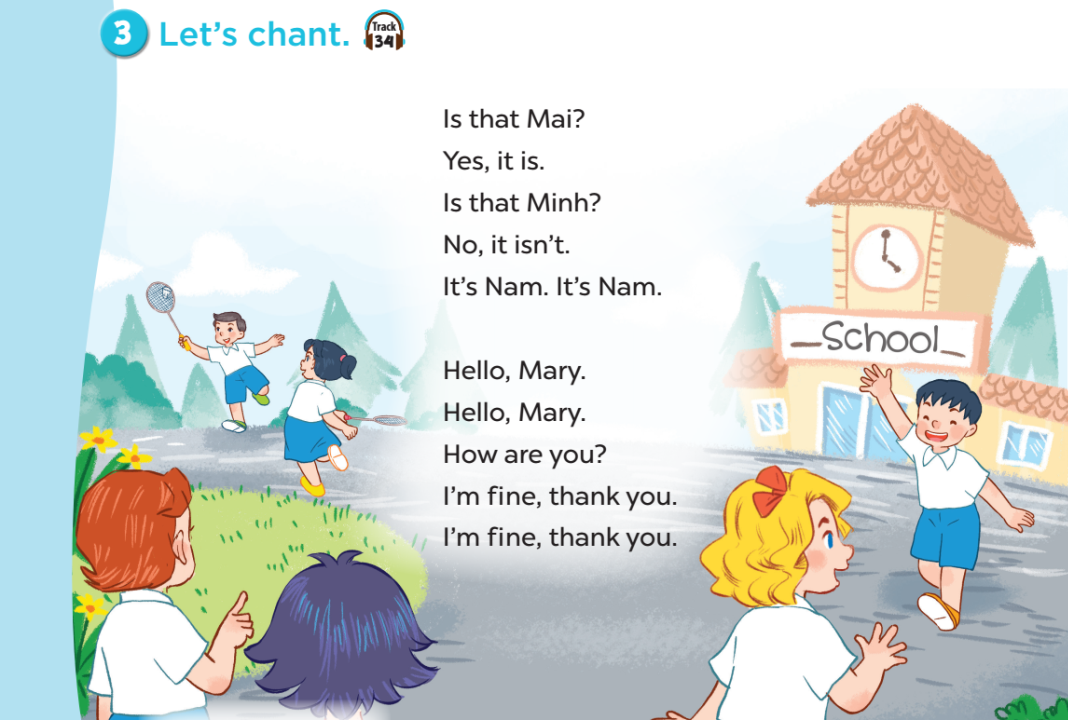 3 Let's chant.
Track
34
Is that Mai?
Yes, it is.
Is that Minh?
No, it isn't.
It's Nam. It's Nam.
Hello, Mary.
Hello, Mary.
How are you?
I'm fine, thank you.
I'm fine, thank you.
School